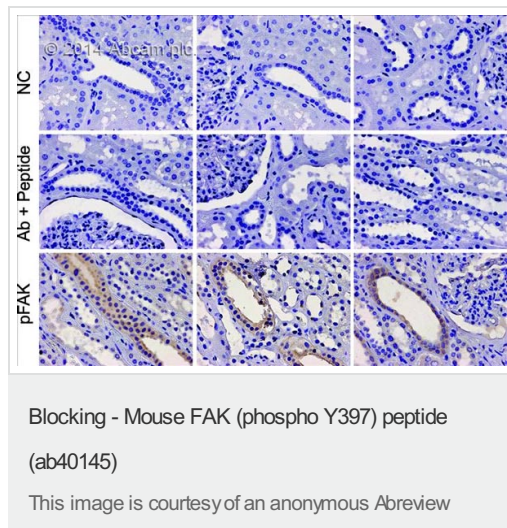 © 2014 Abcam plc.
NC
Ab + Peptide
pFAK
Blocking - Mouse FAK (phospho Y397) peptide
(ab40145)
This image is courtesy of an anonymous Abreview